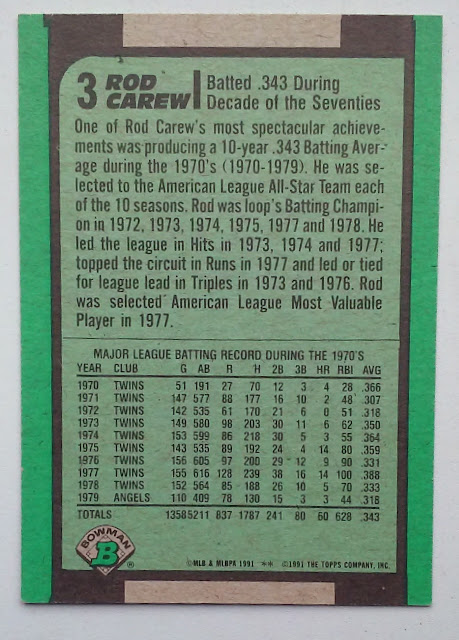 3 ROD CAREW Batted .343 During
Decade of the Seventies
One of Rod Carew's most spectacular achieve-
ments was producing a 10-year .343 Batting Aver-
age during the 1970's (1970-1979). He was se-
lected to the American League All-Star Team each
of the 10 seasons. Rod was loop's Batting Champi-
on in 1972, 1973, 1974, 1975, 1977 and 1978. He
led the league in Hits in 1973, 1974 and 1977;
topped the circuit in Runs in 1977 and led or tied
for league lead in Triples in 1973 and 1976. Rod
was selected American League Most Valuable
Player in 1977.
MAJOR LEAGUE BATTING RECORD DURING THE 1970'S
YEAR CLUB G AB R H 2B 3B HR RBI AVG
1970 TWINS 51 191 27 70 12 3 4 28 .366
1971 TWINS 147 577 88 177 16 10 2 48 .307
1972 TWINS 142 535 61 170 21 6 0 51 .318
1973 TWINS 149 580 98 203 30 11 6 62 .350
1974 TWINS 153 599 86 218 30 5 3 55 .364
1975 TWINS 143 535 89 192 24 4 14 80 .359
1976 TWINS 156 605 97 200 29 12 9 90 .331
1977 TWINS 155 616 128 239 38 16 14 100 .388
1978 TWINS 152 564 85 188 26 10 5 70 .333
1979 ANGELS 110 409 78 130 15 3 3 44 .318
TOTALS 1358 5211 837 1787 241 80 60 628 .343
BOWMAN
B ®
©MLB & MLBPA 1991 ** ©1991 THE TOPPS COMPANY, INC.